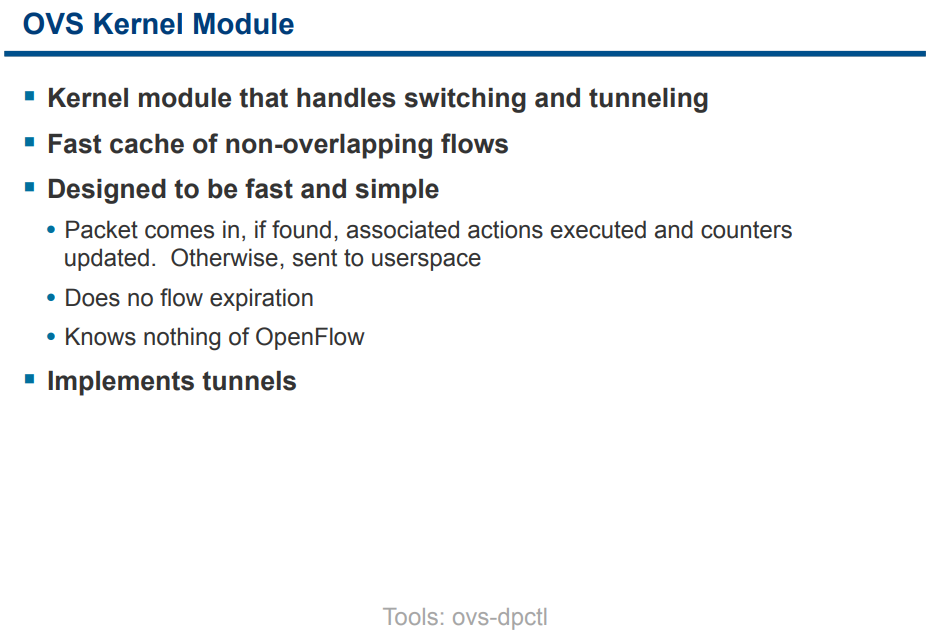 OVS Kernel Module
Kernel module that handles switching and tunneling
Fast cache of non-overlapping flows
Designed to be fast and simple
Packet comes in, if found, associated actions executed and counters
updated.  Otherwise, sent to userspace
Does no flow expiration
Knows nothing of OpenFlow
Implements tunnels
Tools: ovs-dpctl